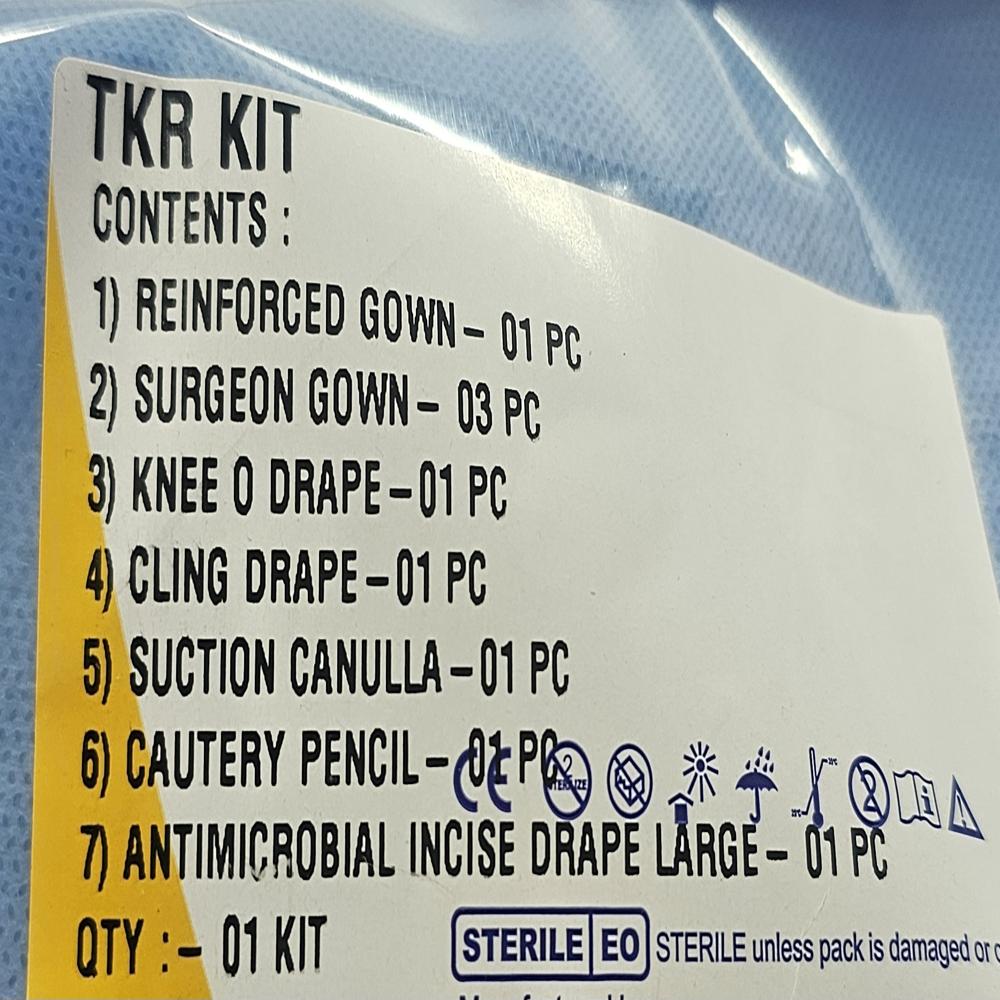 TKR KIT
CONTENTS :
1) REINFORCED GOWN – 01 PC
2) SURGEON GOWN – 03 PC
3) KNEE O DRAPE – 01 PC
4) CLING DRAPE – 01 PC
5) SUCTION CANULLA – 01 PC
6) CAUTERY PENCIL – 01 PC
7) ANTIMICROBIAL INCISE DRAPE LARGE – 01 PC
QTY : – 01 KIT
STERILE EO STERILE unless pack is damaged or